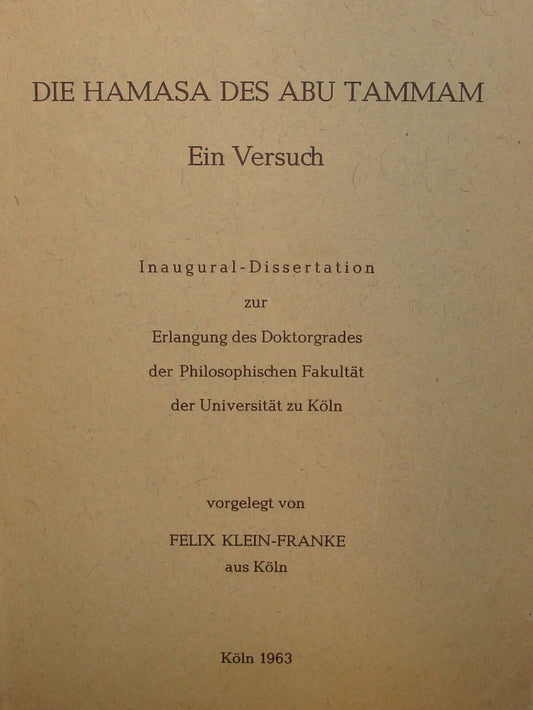 DIE HAMASA DES ABU TAMMAM
Ein Versuch
Inaugural-Dissertation
zur
Erlangung des Doktorgrades
der Philosophischen Fakultät
der Universität zu Köln
vorgelegt von
FELIX KLEIN-FRANKE
aus Köln
Köln 1963